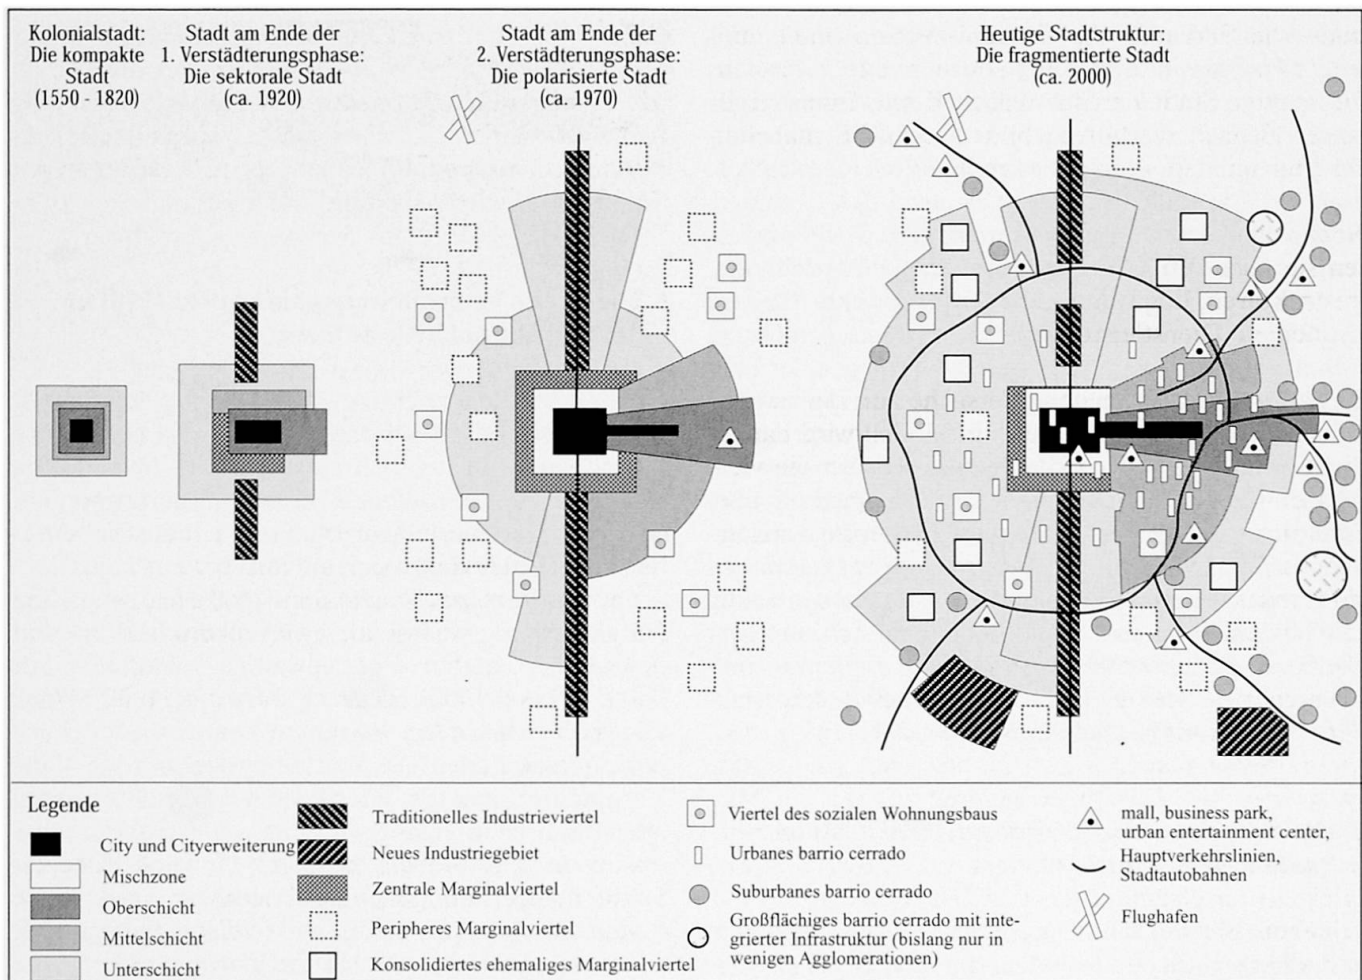 Kolonialstadt:
Die kompakte
Stadt
(1550 - 1820)
Stadt am Ende der
1. Verstädterungsphase:
Die sektorale Stadt
(ca. 1920)
Stadt am Ende der
2. Verstädterungsphase:
Die polarisierte Stadt
(ca. 1970)
Heutige Stadtstruktur:
Die fragmentierte Stadt
(ca. 2000)
Legende
City und Cityerweiterung
Mischzone
Oberschicht
Mittelschicht
Unterschicht
Traditionelles Industrieviertel
Neues Industriegebiet
Zentrale Marginalviertel
Peripheres Marginalviertel
Konsolidiertes ehemaliges Marginalviertel
Viertel des sozialen Wohnungsbaus
Urbanes barrio cerrado
Suburbanes barrio cerrado
Großflächiges barrio cerrado mit inte-
grierter Infrastruktur (bislang nur in
wenigen Agglomerationen)
mall, business park,
urban entertainment center,
Hauptverkehrslinien,
Stadtautobahnen
Flughafen